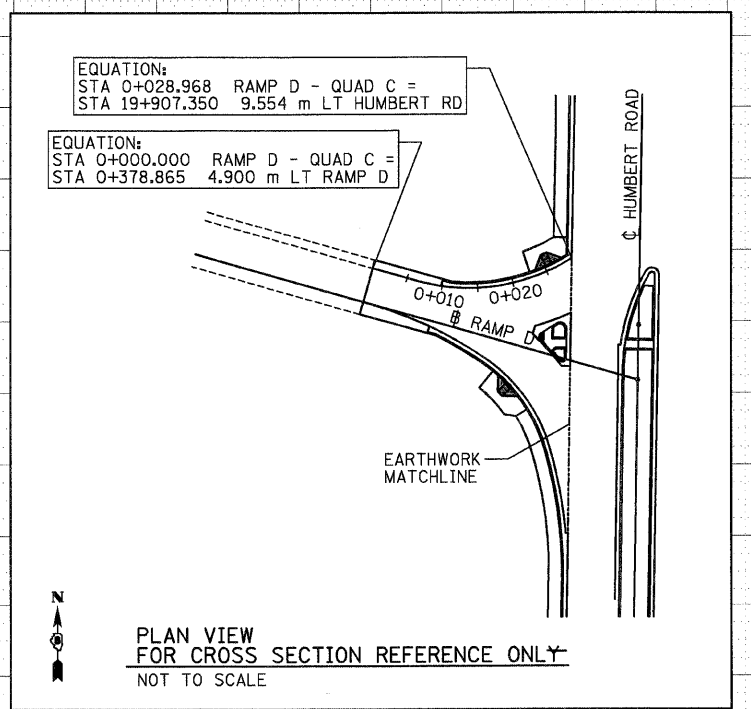 EQUATION:
STA 0+028.968 RAMP D - QUAD C =
STA 19+907.350 9.554 m LT HUMBERT RD
EQUATION:
STA 0+000.000 RAMP D - QUAD C =
STA 0+378.865 4.900 m LT RAMP D
℄ HUMBERT ROAD
0+010
0+020
RAMP D
EARTHWORK
MATCHLINE
N
PLAN VIEW
FOR CROSS SECTION REFERENCE ONLY
NOT TO SCALE